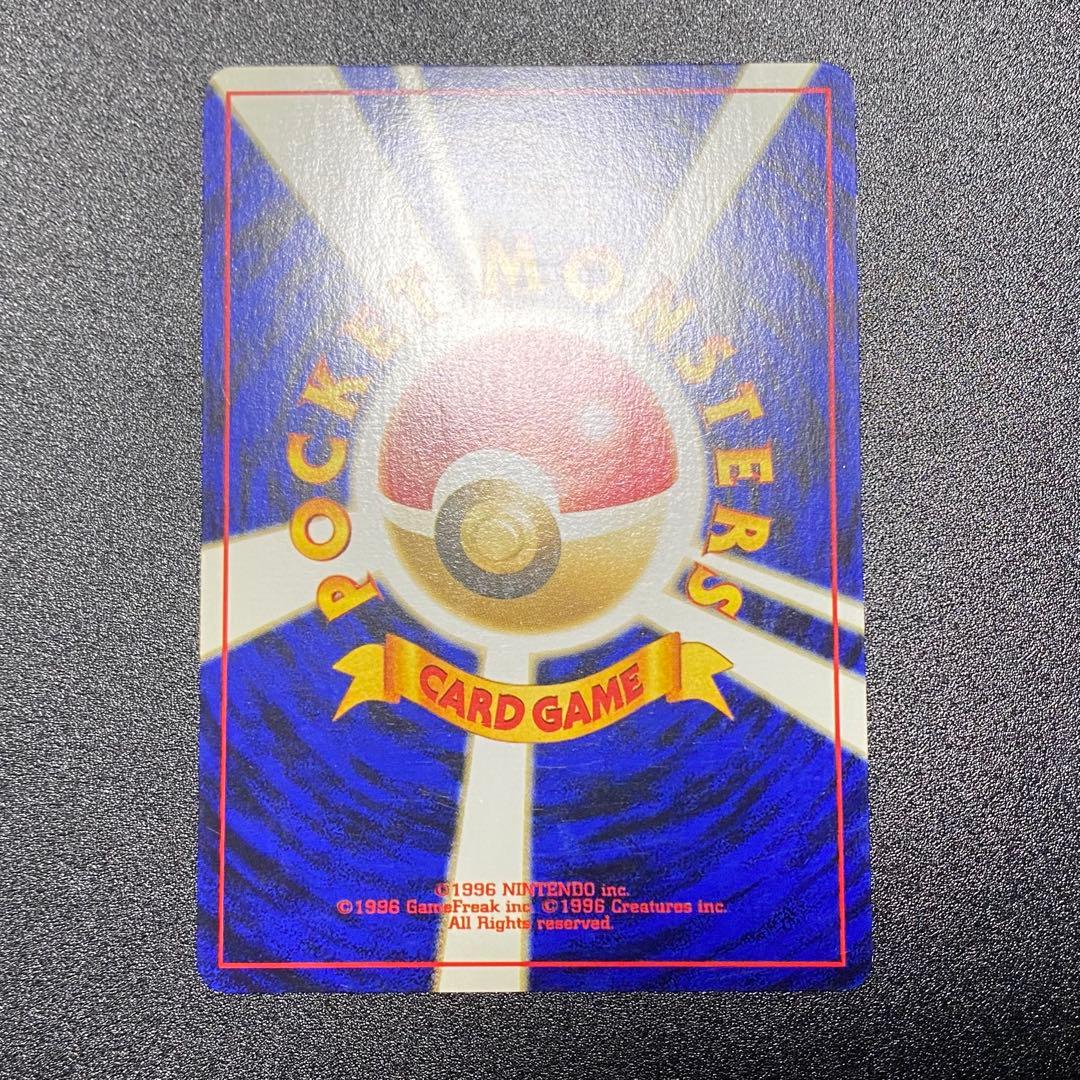 POCKET MONSTERS
CARD GAME
©1996 NINTENDO inc.
©1996 GameFreak inc. ©1996 Creatures inc.
All Rights reserved.